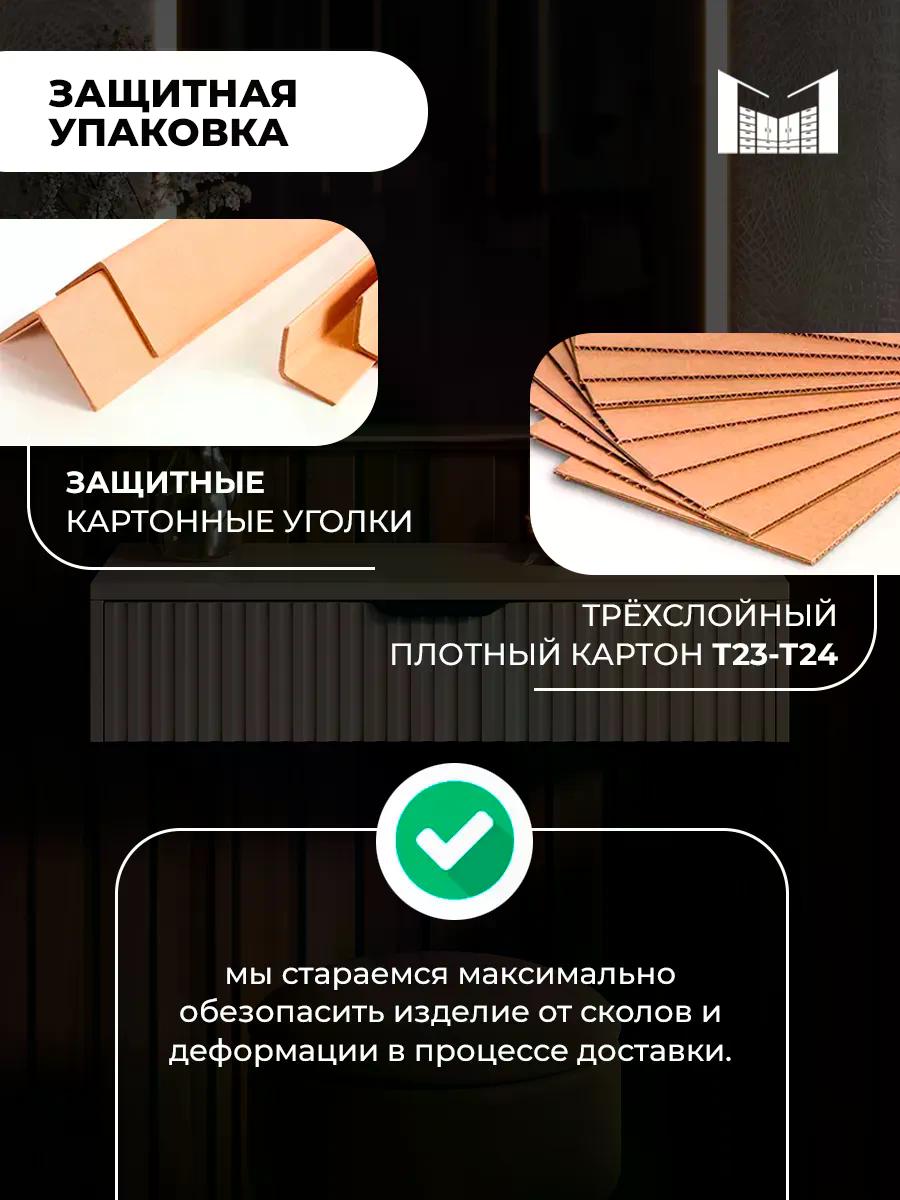 ЗАЩИТНАЯ
УПАКОВКА
ЗАЩИТНЫЕ
КАРТОННЫЕ УГОЛКИ
ТРЁХСЛОЙНЫЙ
ПЛОТНЫЙ КАРТОН Т23-Т24
мы стараемся максимально
обезопасить изделие от сколов и
деформации в процессе доставки.